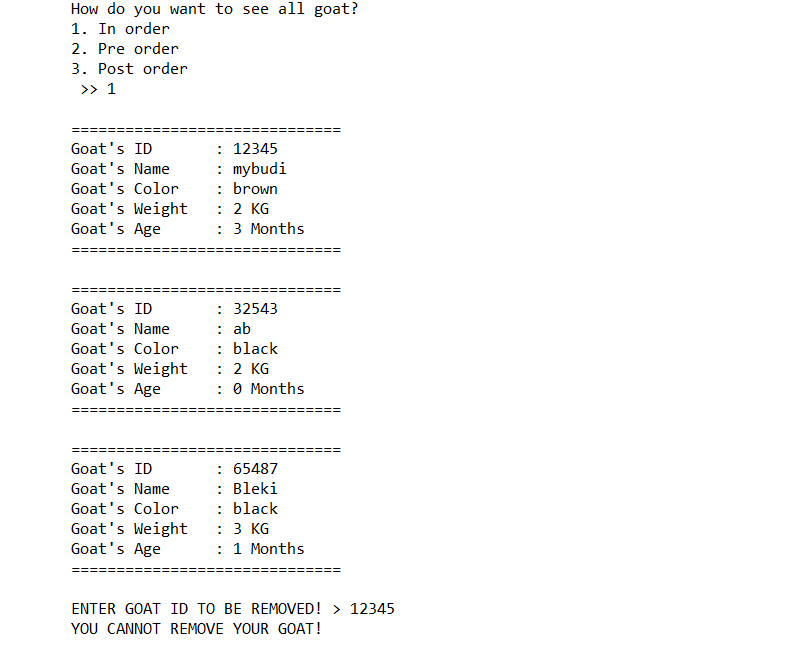 How do you want to see all goat?
1. In order
2. Pre order
3. Post order
 >> 1

==============================
Goat's ID       : 12345
Goat's Name     : mybudi
Goat's Color    : brown
Goat's Weight   : 2 KG
Goat's Age      : 3 Months
==============================

==============================
Goat's ID       : 32543
Goat's Name     : ab
Goat's Color    : black
Goat's Weight   : 2 KG
Goat's Age      : 0 Months
==============================

==============================
Goat's ID       : 65487
Goat's Name     : Bleki
Goat's Color    : black
Goat's Weight   : 3 KG
Goat's Age      : 1 Months
==============================

ENTER GOAT ID TO BE REMOVED! > 12345
YOU CANNOT REMOVE YOUR GOAT!